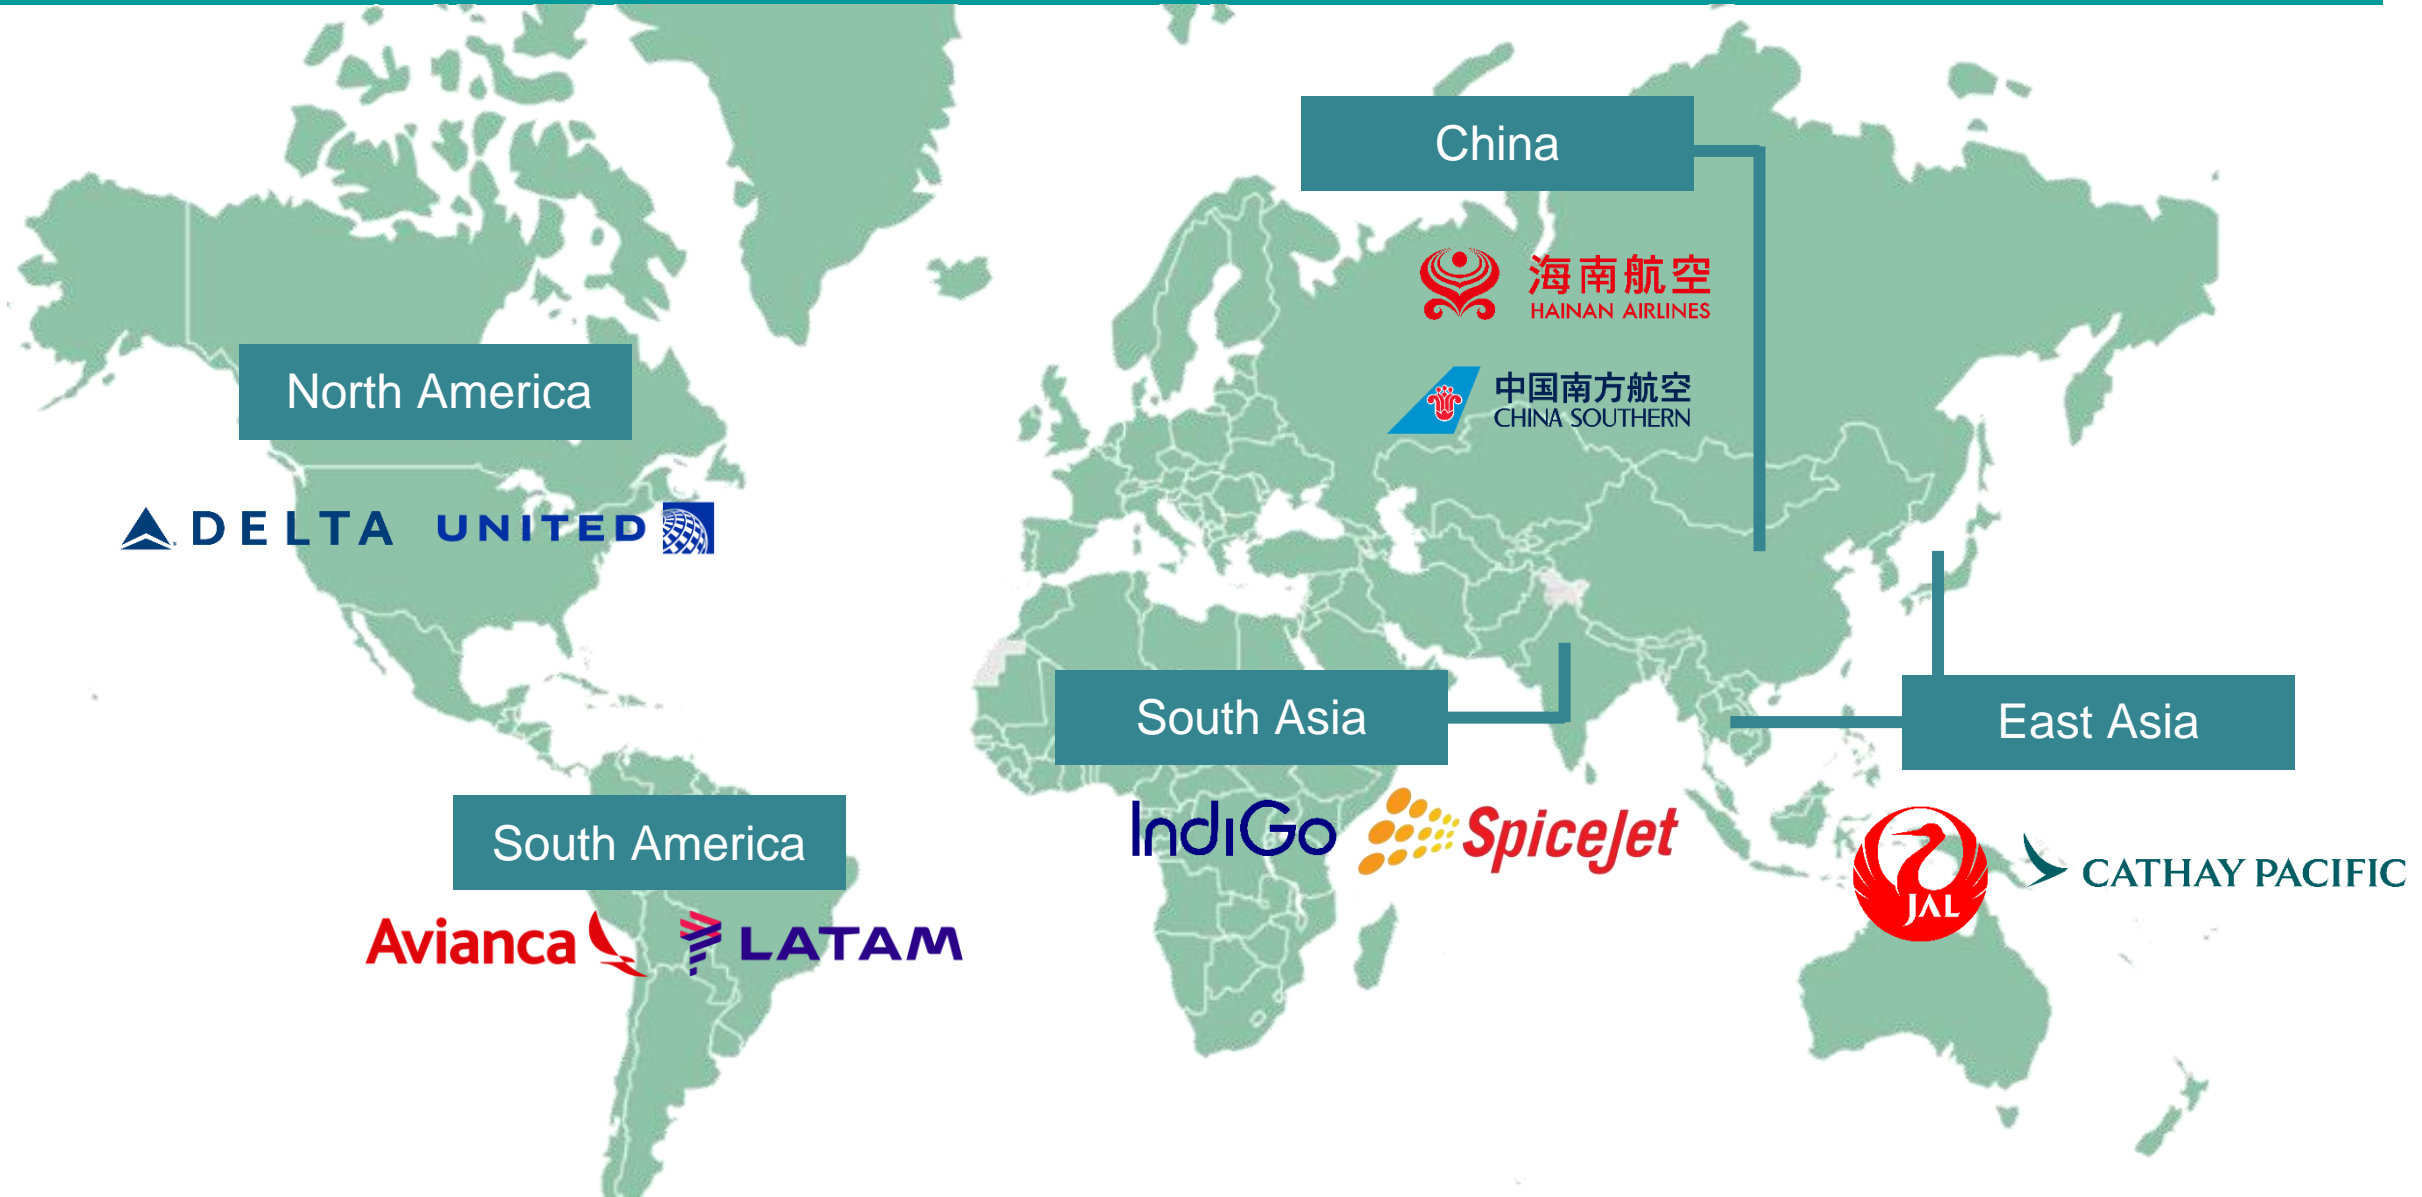 China
海南航空
HAINAN AIRLINES
中国南方航空
CHINA SOUTHERN
North America
DELTA
UNITED
South America
Avianca
LATAM
South Asia
IndiGo
SpiceJet
East Asia
JAL
CATHAY PACIFIC